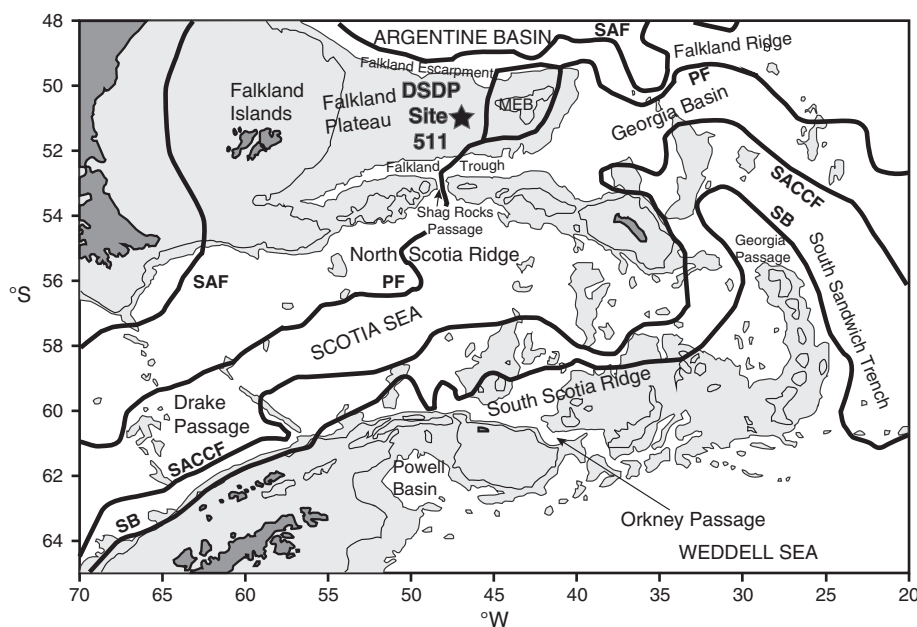 48
50
52
54
56
58
60
62
64
°S
ARGENTINE BASIN
SAF
Falkland Ridge
Falkland Escarpment
PF
Falkland
Islands
Falkland
Plateau
DSDP
Site
511
MEB
Georgia Basin
Falkland Trough
SACCF
Shag Rocks
Passage
SB
Georgia
Passage
South Sandwich Trench
North Scotia Ridge
SAF
PF
SCOTIA SEA
South Scotia Ridge
Drake
Passage
SACCF
Powell
Basin
SB
Orkney Passage
WEDDELL SEA
70 65 60 55 50 45 40 35 30 25 20
°W